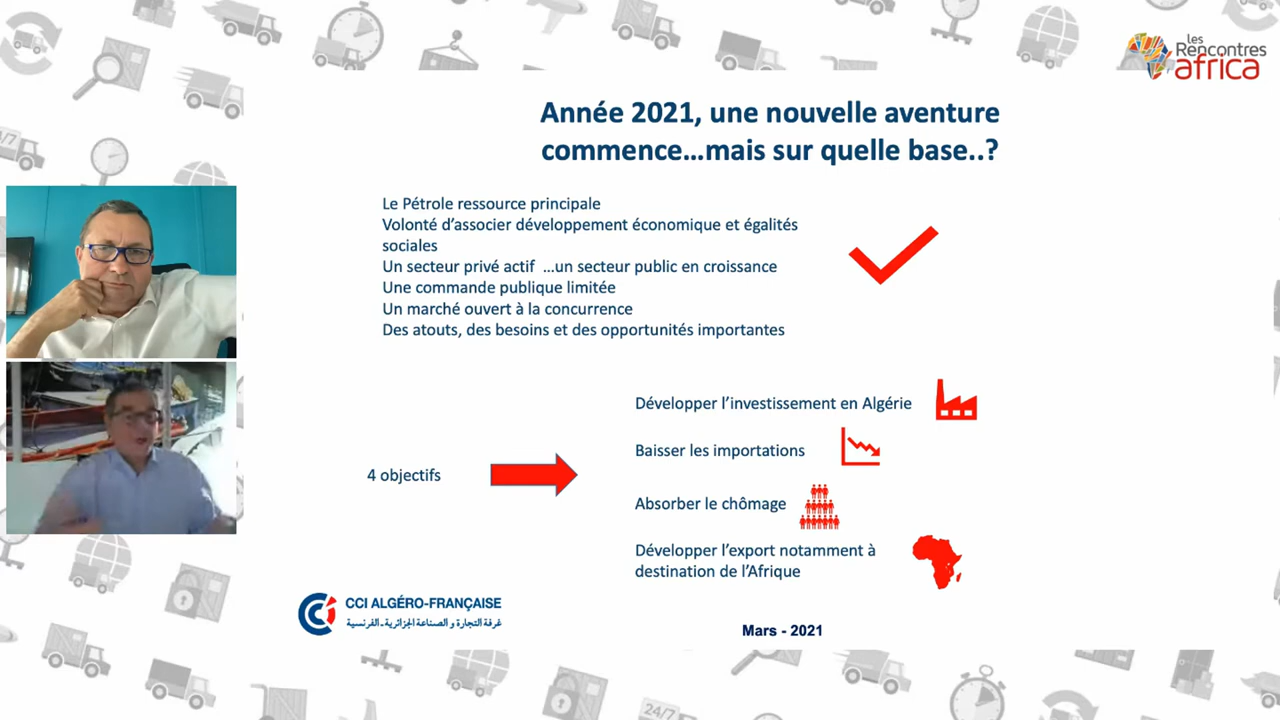 les
Rencontres
africa
Année 2021, une nouvelle aventure
commence...mais sur quelle base..?
Le Pétrole ressource principale
Volonté d'associer développement économique et égalités
sociales
Un secteur privé actif ...un secteur public en croissance
Une commande publique limitée
Un marché ouvert à la concurrence
Des atouts, des besoins et des opportunités importantes
Développer l'investissement en Algérie
Baisser les importations
4 objectifs
Absorber le chômage
Développer l'export notamment à
destination de l'Afrique
CCI ALGÉRO-FRANÇAISE
غرفة التجارة و الصناعة الجزائرية-الفرنسية
Mars - 2021
24/7